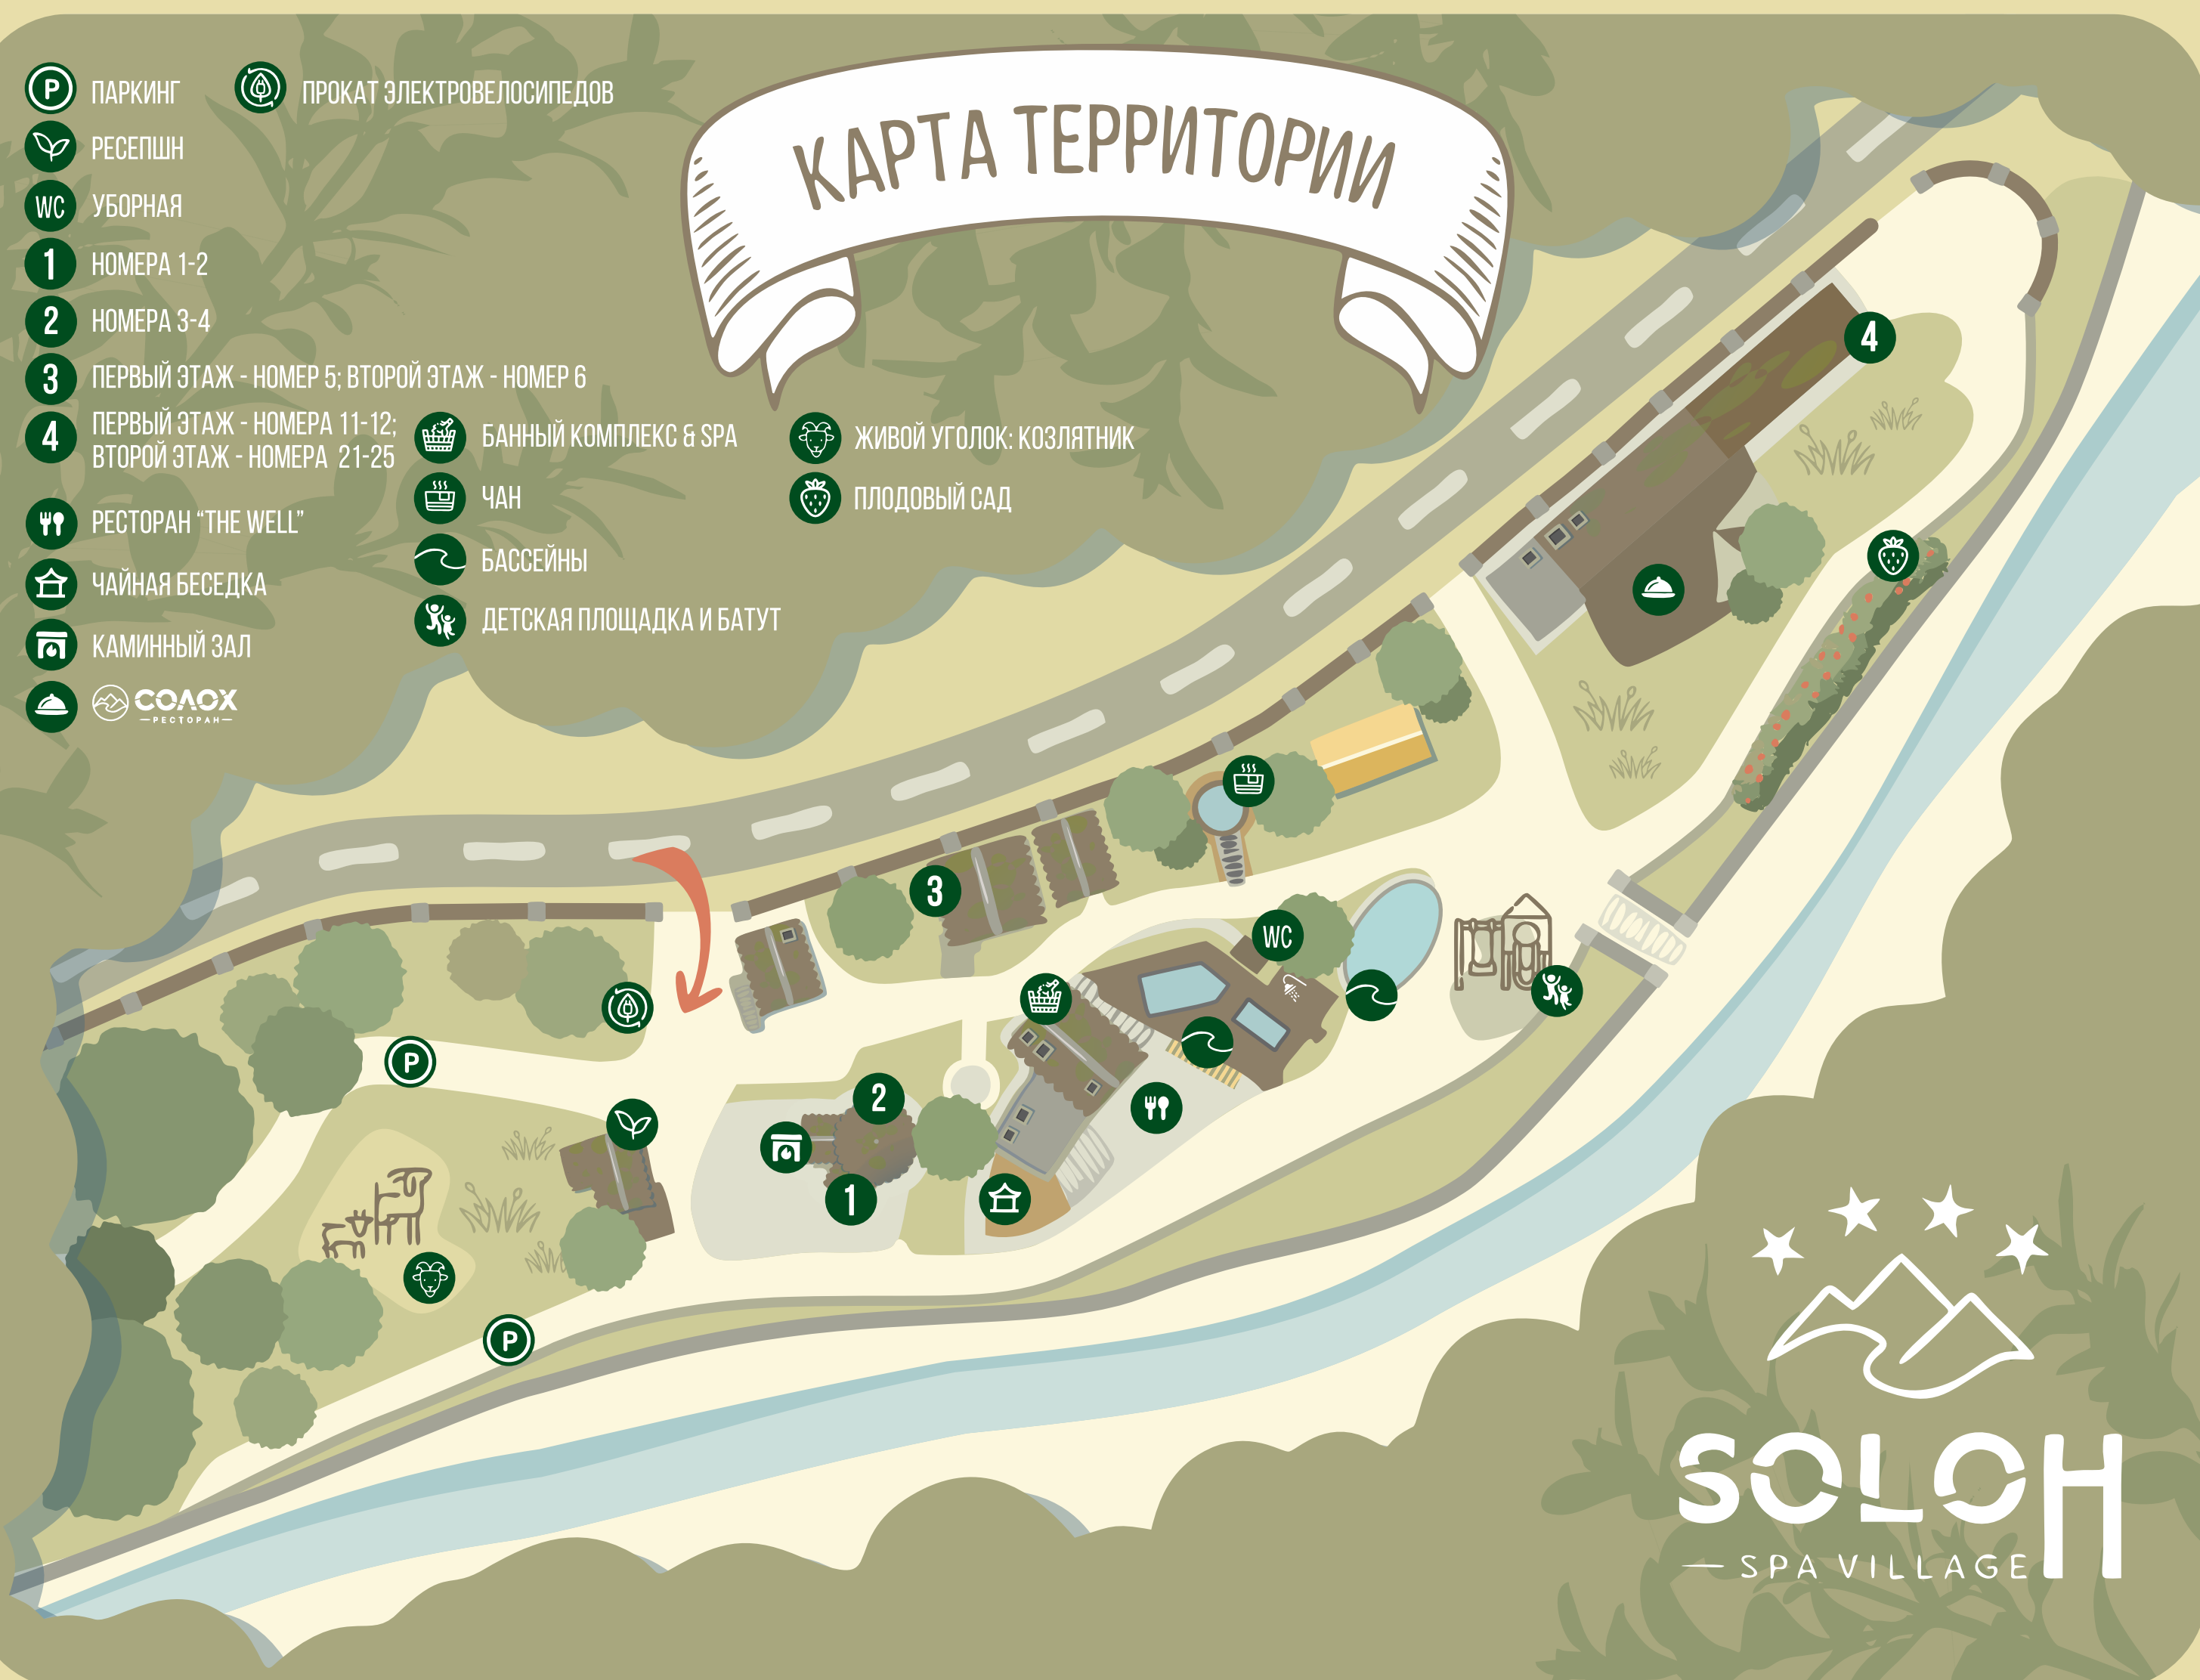 КАРТА ТЕРРИТОРИИ
P ПАРКИНГ
ПРОКАТ ЭЛЕКТРОВЕЛОСИПЕДОВ
РЕСЕПШН
WC УБОРНАЯ
1 НОМЕРА 1-2
2 НОМЕРА 3-4
3 ПЕРВЫЙ ЭТАЖ - НОМЕР 5; ВТОРОЙ ЭТАЖ - НОМЕР 6
4 ПЕРВЫЙ ЭТАЖ - НОМЕРА 11-12;
ВТОРОЙ ЭТАЖ - НОМЕРА 21-25
РЕСТОРАН “THE WELL”
ЧАЙНАЯ БЕСЕДКА
КАМИННЫЙ ЗАЛ
СОЛОХ
РЕСТОРАН
БАННЫЙ КОМПЛЕКС & SPA
ЧАН
БАССЕЙНЫ
ДЕТСКАЯ ПЛОЩАДКА И БАТУТ
ЖИВОЙ УГОЛОК: КОЗЛЯТНИК
ПЛОДОВЫЙ САД
4
3
WC
P
2
1
P
SOLOH
SPA VILLAGE